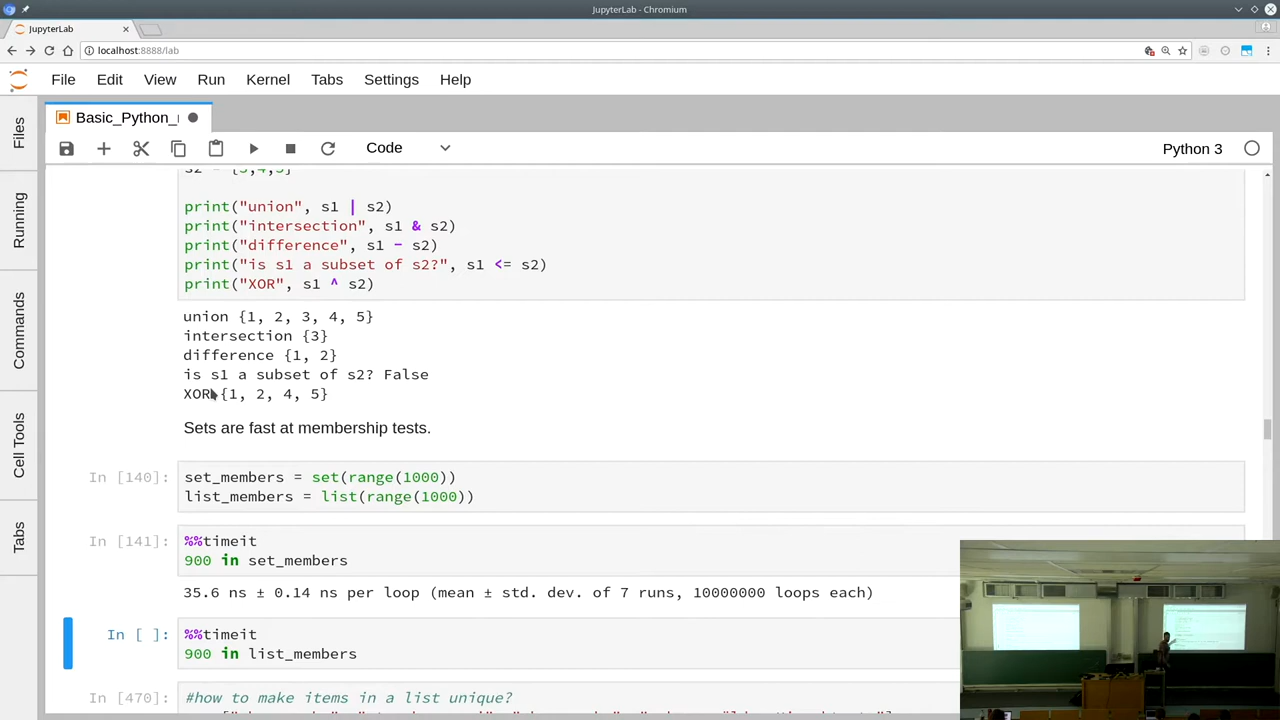 JupyterLab - Chromium
JupyterLab
localhost:8888/lab
File Edit View Run Kernel Tabs Settings Help
Basic_Python_
Code
Python 3
Files
Running
Commands
Cell Tools
Tabs
s2 = {3,4,5}
print("union", s1 | s2)
print("intersection", s1 & s2)
print("difference", s1 - s2)
print("is s1 a subset of s2?", s1 <= s2)
print("XOR", s1 ^ s2)
union {1, 2, 3, 4, 5}
intersection {3}
difference {1, 2}
is s1 a subset of s2? False
XOR {1, 2, 4, 5}
Sets are fast at membership tests.
In [140]: set_members = set(range(1000))
list_members = list(range(1000))
In [141]: %%timeit
900 in set_members
35.6 ns ± 0.14 ns per loop (mean ± std. dev. of 7 runs, 10000000 loops each)
In [ ]: %%timeit
900 in list_members
In [470]: #how to make items in a list unique?